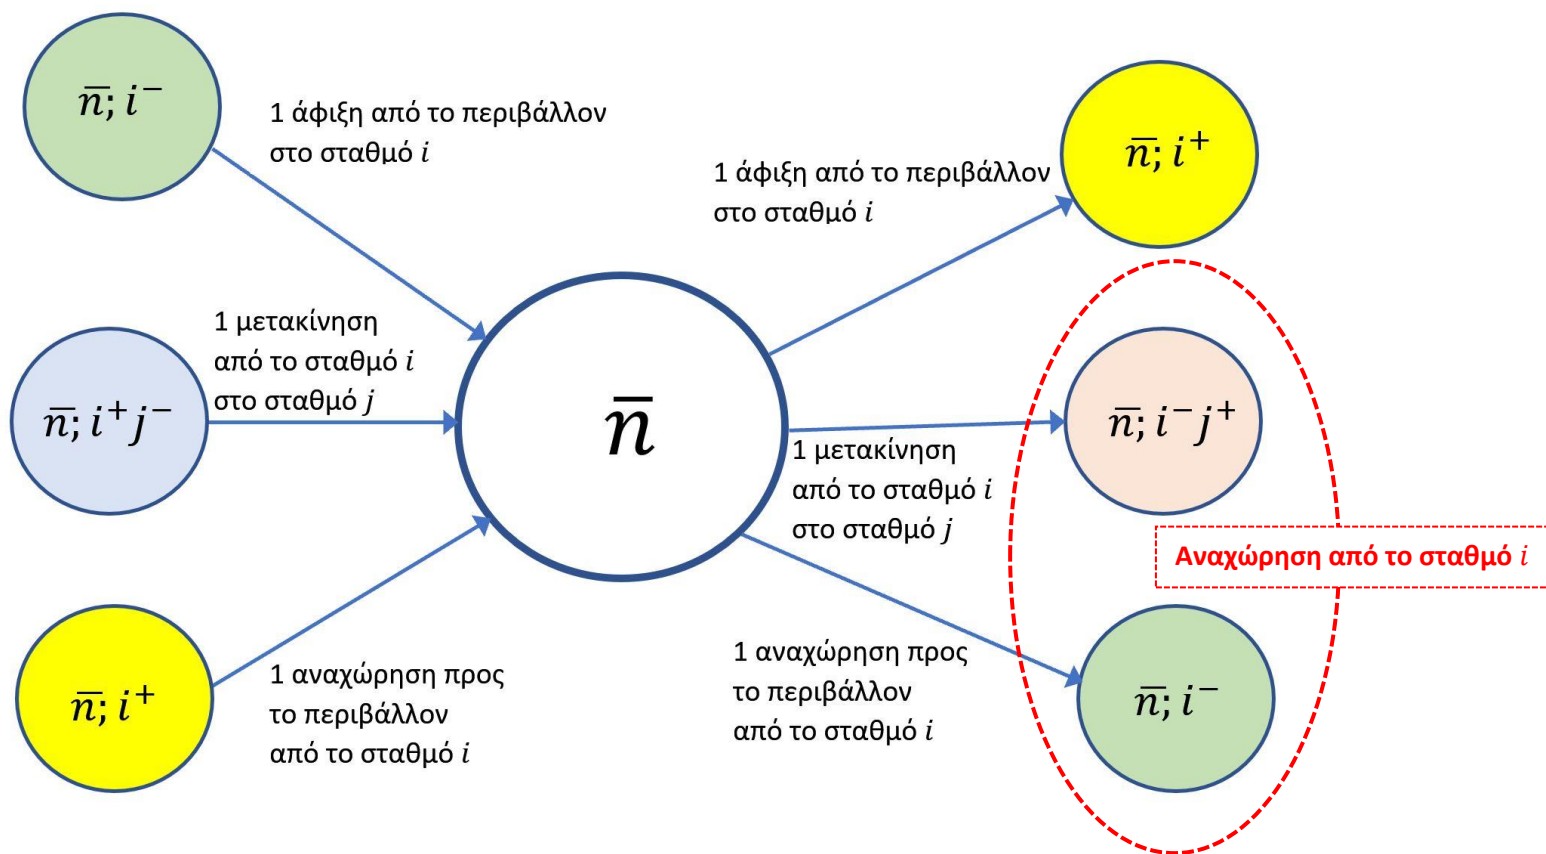 n̅; i⁻
1 άφιξη από το περιβάλλον
στο σταθμό i
n̅; i⁺j⁻
1 μετακίνηση
από το σταθμό i
στο σταθμό j
n̅; i⁺
1 αναχώρηση προς
το περιβάλλον
από το σταθμό i
n̅
1 άφιξη από το περιβάλλον
στο σταθμό i
n̅; i⁺
1 μετακίνηση
από το σταθμό i
στο σταθμό j
n̅; i⁻j⁺
Αναχώρηση από το σταθμό i
1 αναχώρηση προς
το περιβάλλον
από το σταθμό i
n̅; i⁻